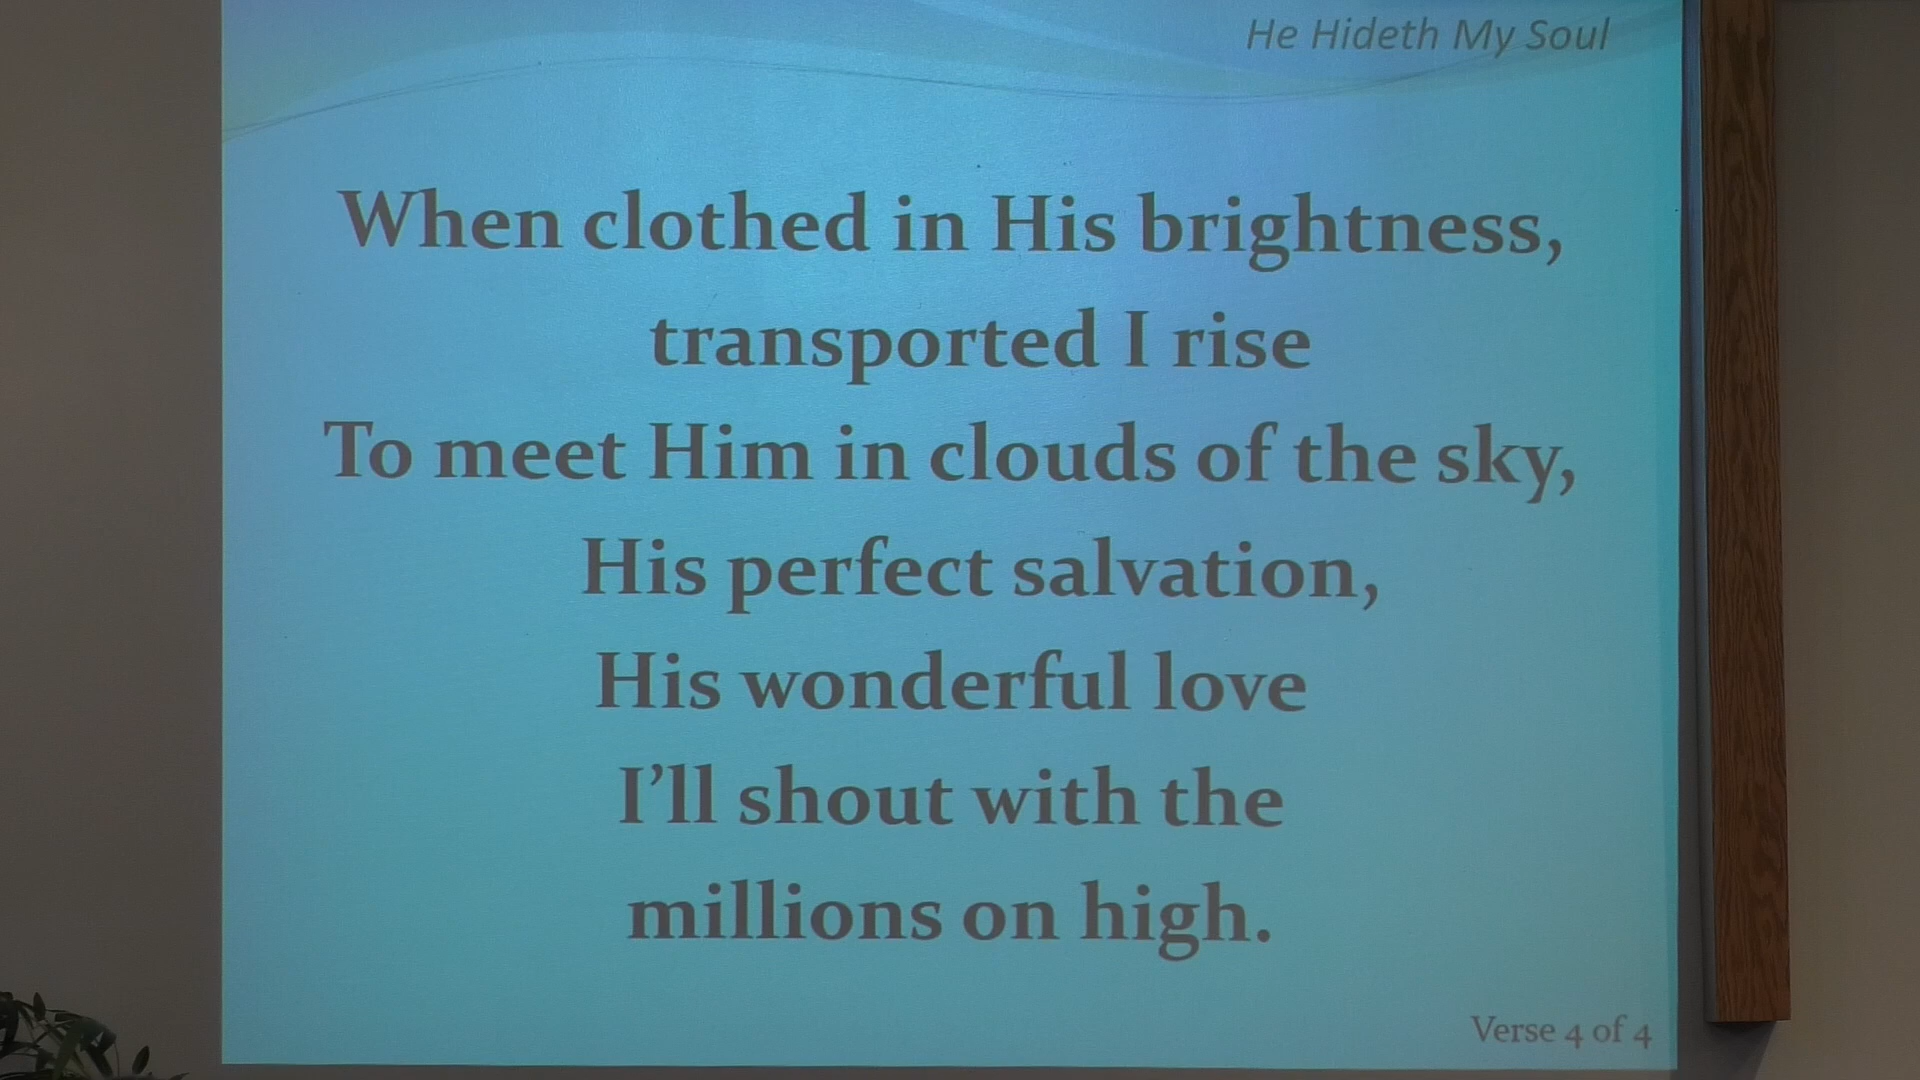 He Hideth My Soul
When clothed in His brightness,
transported I rise
To meet Him in clouds of the sky,
His perfect salvation,
His wonderful love
I’ll shout with the
millions on high.
Verse 4 of 4